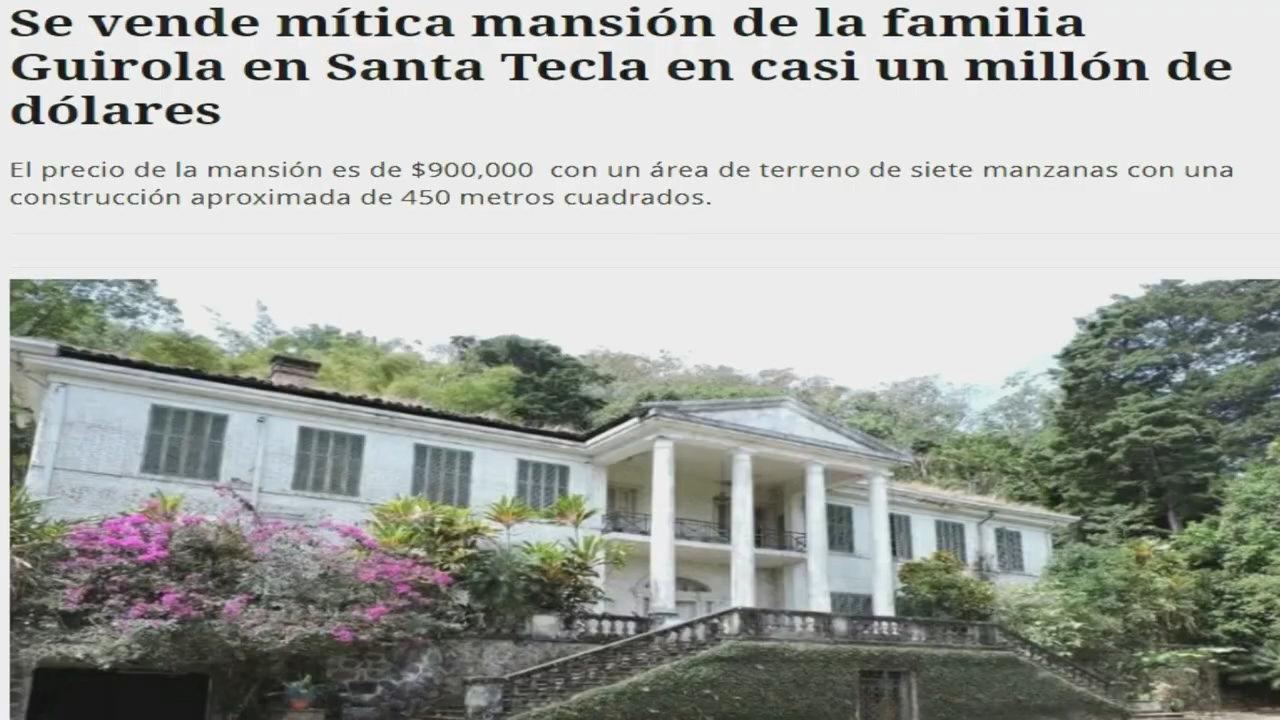 Se vende mítica mansión de la familia
Guirola en Santa Tecla en casi un millón de
dólares
El precio de la mansión es de $900,000 con un área de terreno de siete manzanas con una
construcción aproximada de 450 metros cuadrados.